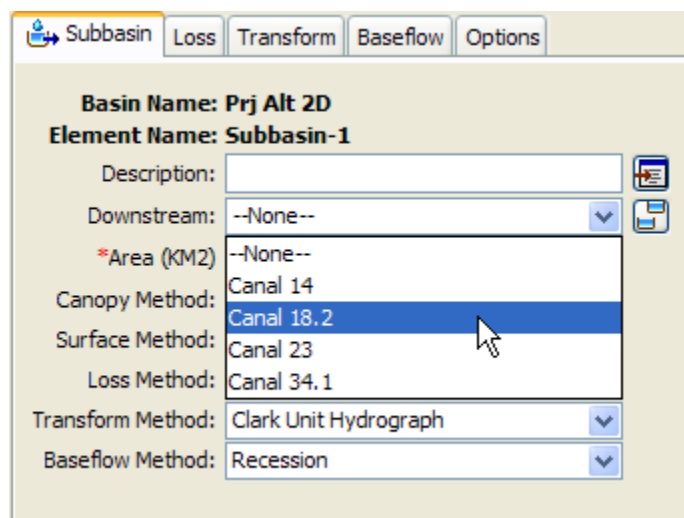 Subbasin Loss Transform Baseflow Options
Basin Name: Prj Alt 2D
Element Name: Subbasin-1
Description:
Downstream: --None--
*Area (KM2) --None--
Canal 14
Canopy Method:
Canal 18.2
Surface Method:
Canal 23
Loss Method: Canal 34.1
Transform Method: Clark Unit Hydrograph
Baseflow Method: Recession